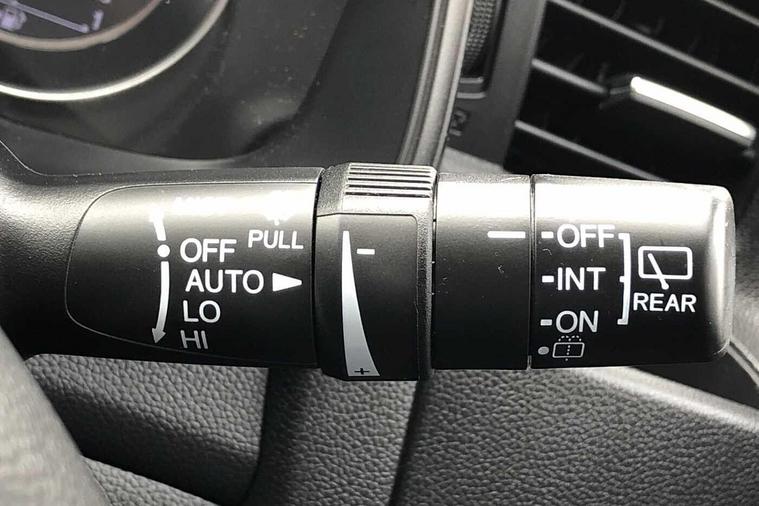 PULL
OFF
AUTO
LO
HI
-
+
-OFF
-INT
-ON
REAR